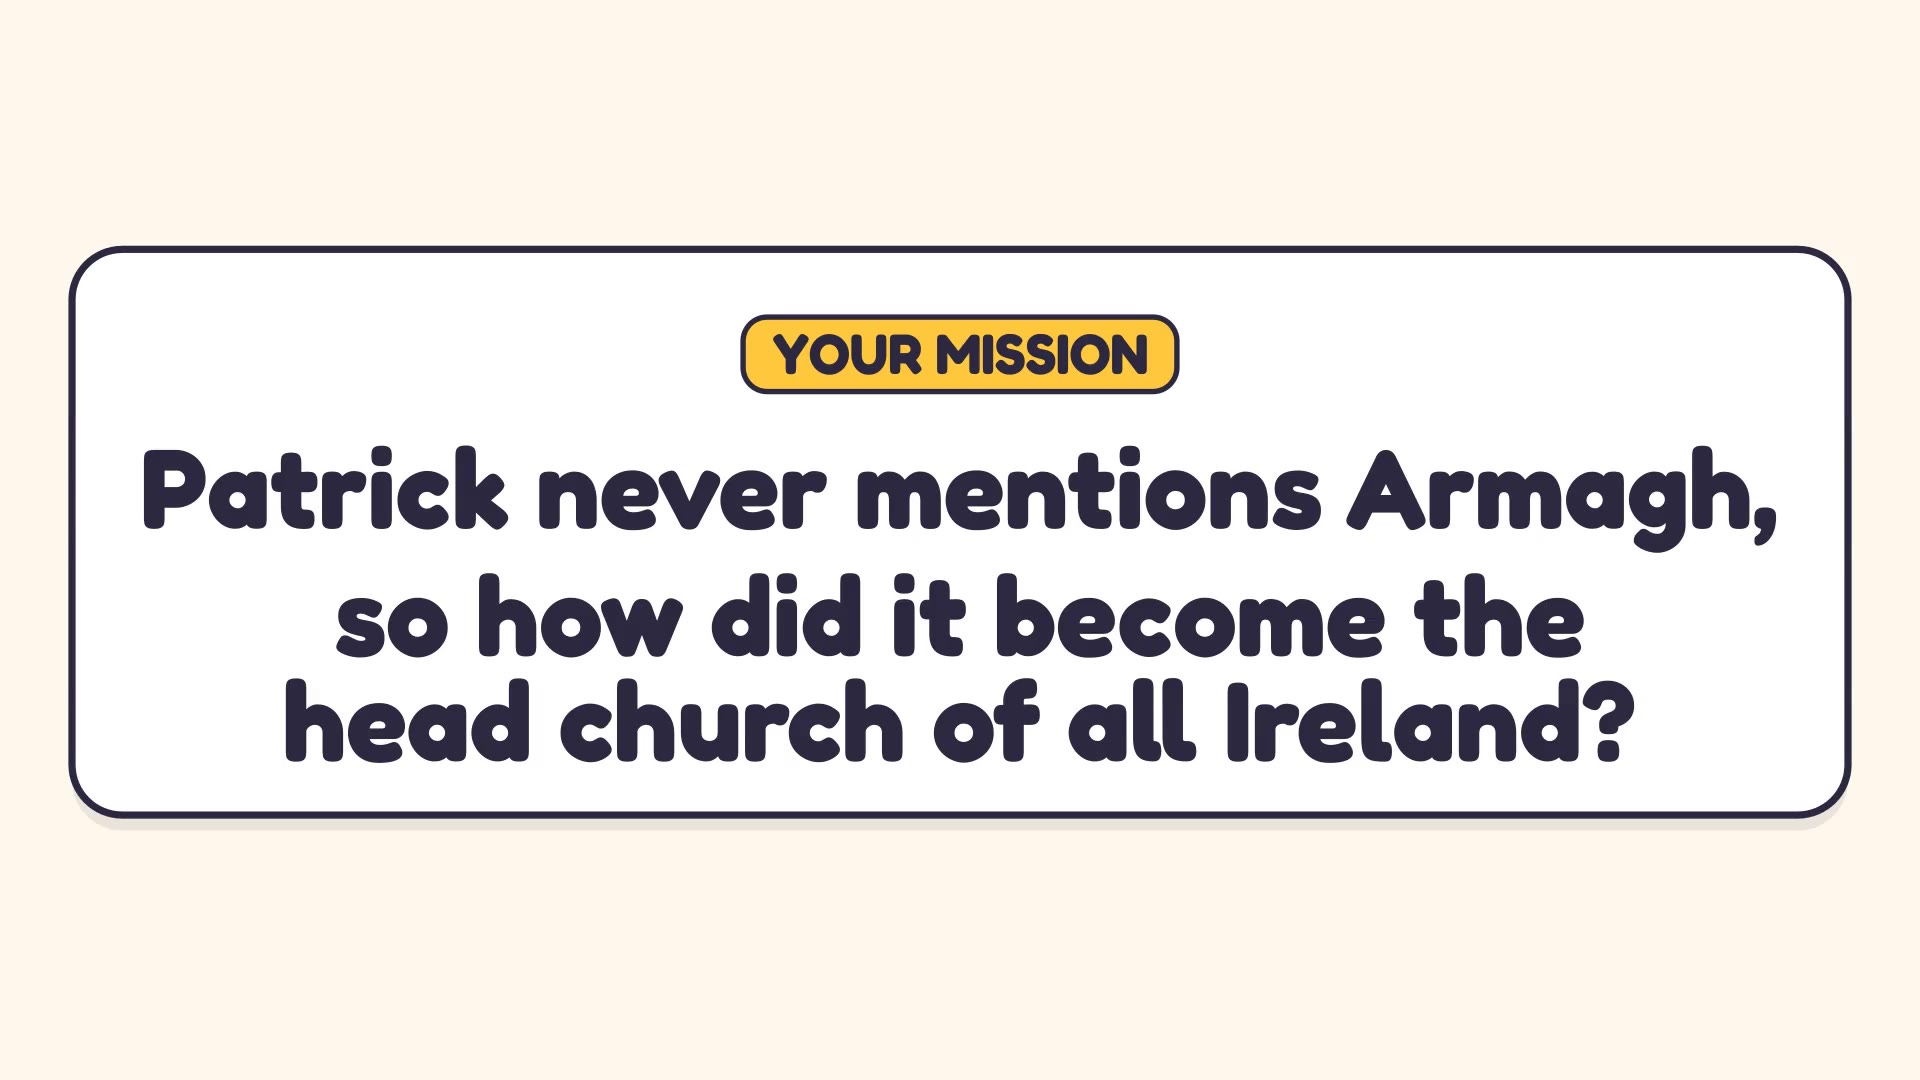 YOUR MISSION
Patrick never mentions Armagh,
so how did it become the
head church of all Ireland?